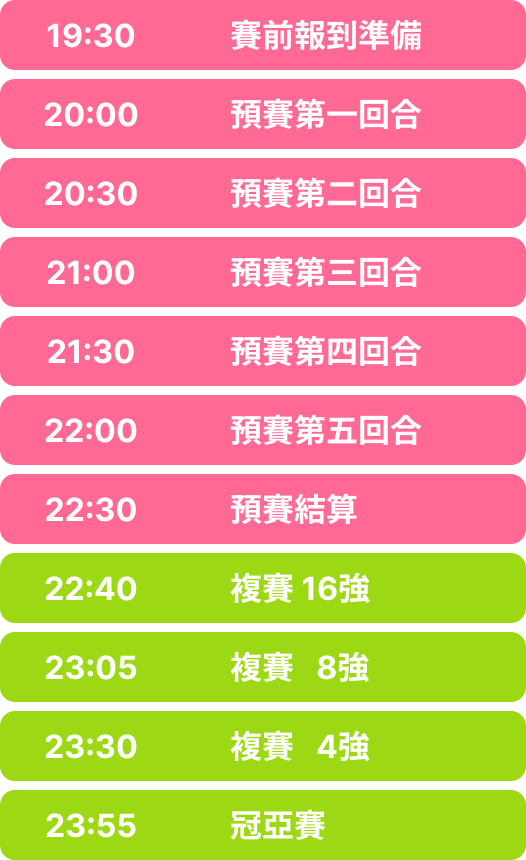 19:30 賽前報到準備
20:00 預賽第一回合
20:30 預賽第二回合
21:00 預賽第三回合
21:30 預賽第四回合
22:00 預賽第五回合
22:30 預賽結算
22:40 複賽 16強
23:05 複賽 8強
23:30 複賽 4強
23:55 冠亞賽